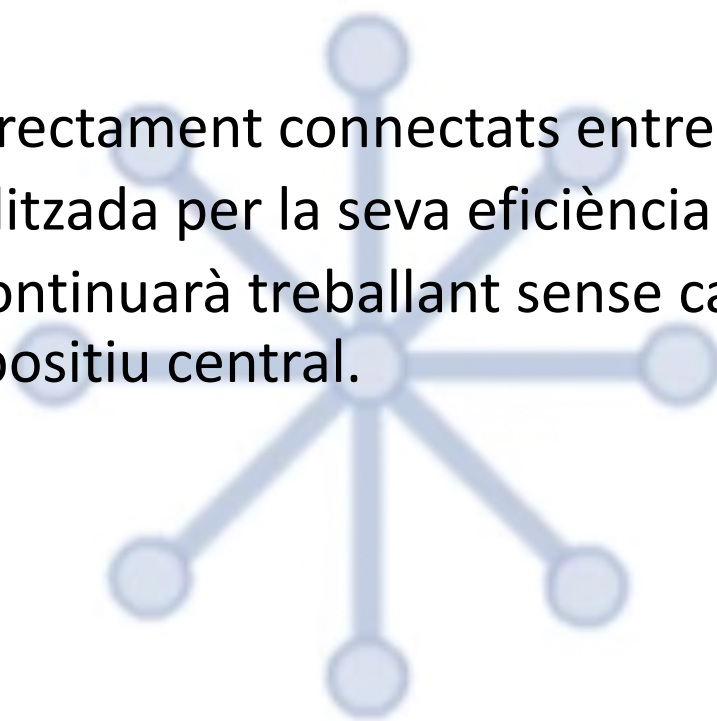 rectament connectats entre
litzada per la seva eficiència
ontinuarà treballant sense ca
positiu central.